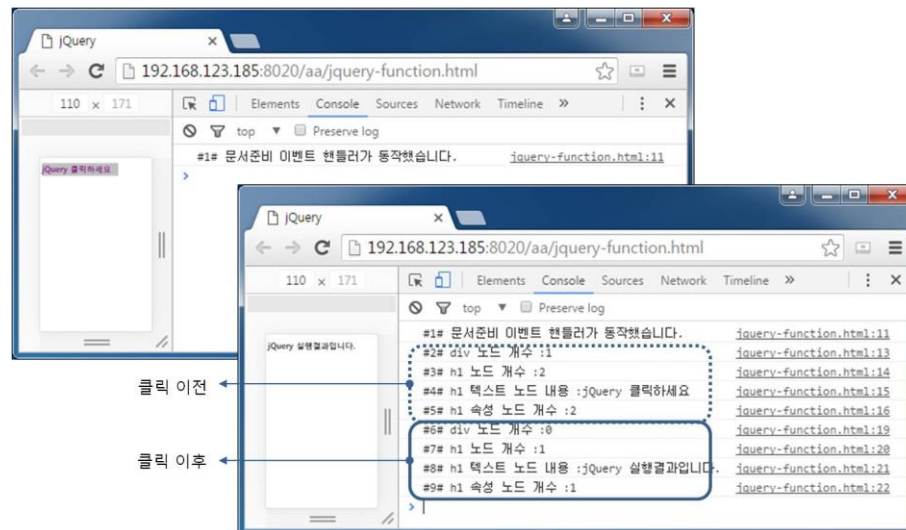 jQuery
192.168.123.185:8020/aa/jquery-function.html
110 × 171 Elements Console Sources Network Timeline »
top ▼ Preserve log
#1# 문서준비 이벤트 핸들러가 동작했습니다. jquery-function.html:11
jQuery 클릭하세요
jQuery
192.168.123.185:8020/aa/jquery-function.html
110 × 171 Elements Console Sources Network Timeline »
top ▼ Preserve log
#1# 문서준비 이벤트 핸들러가 동작했습니다. jquery-function.html:11
#2# div 노드 개수 :1 jquery-function.html:13
#3# h1 노드 개수 :2 jquery-function.html:14
#4# h1 텍스트 노드 내용 :jQuery 클릭하세요 jquery-function.html:15
#5# h1 속성 노드 개수 :2 jquery-function.html:16
#6# div 노드 개수 :0 jquery-function.html:19
#7# h1 노드 개수 :1 jquery-function.html:20
#8# h1 텍스트 노드 내용 :jQuery 실행결과입니다. jquery-function.html:21
#9# h1 속성 노드 개수 :1 jquery-function.html:22
jQuery 실행결과입니다.
클릭 이전
클릭 이후